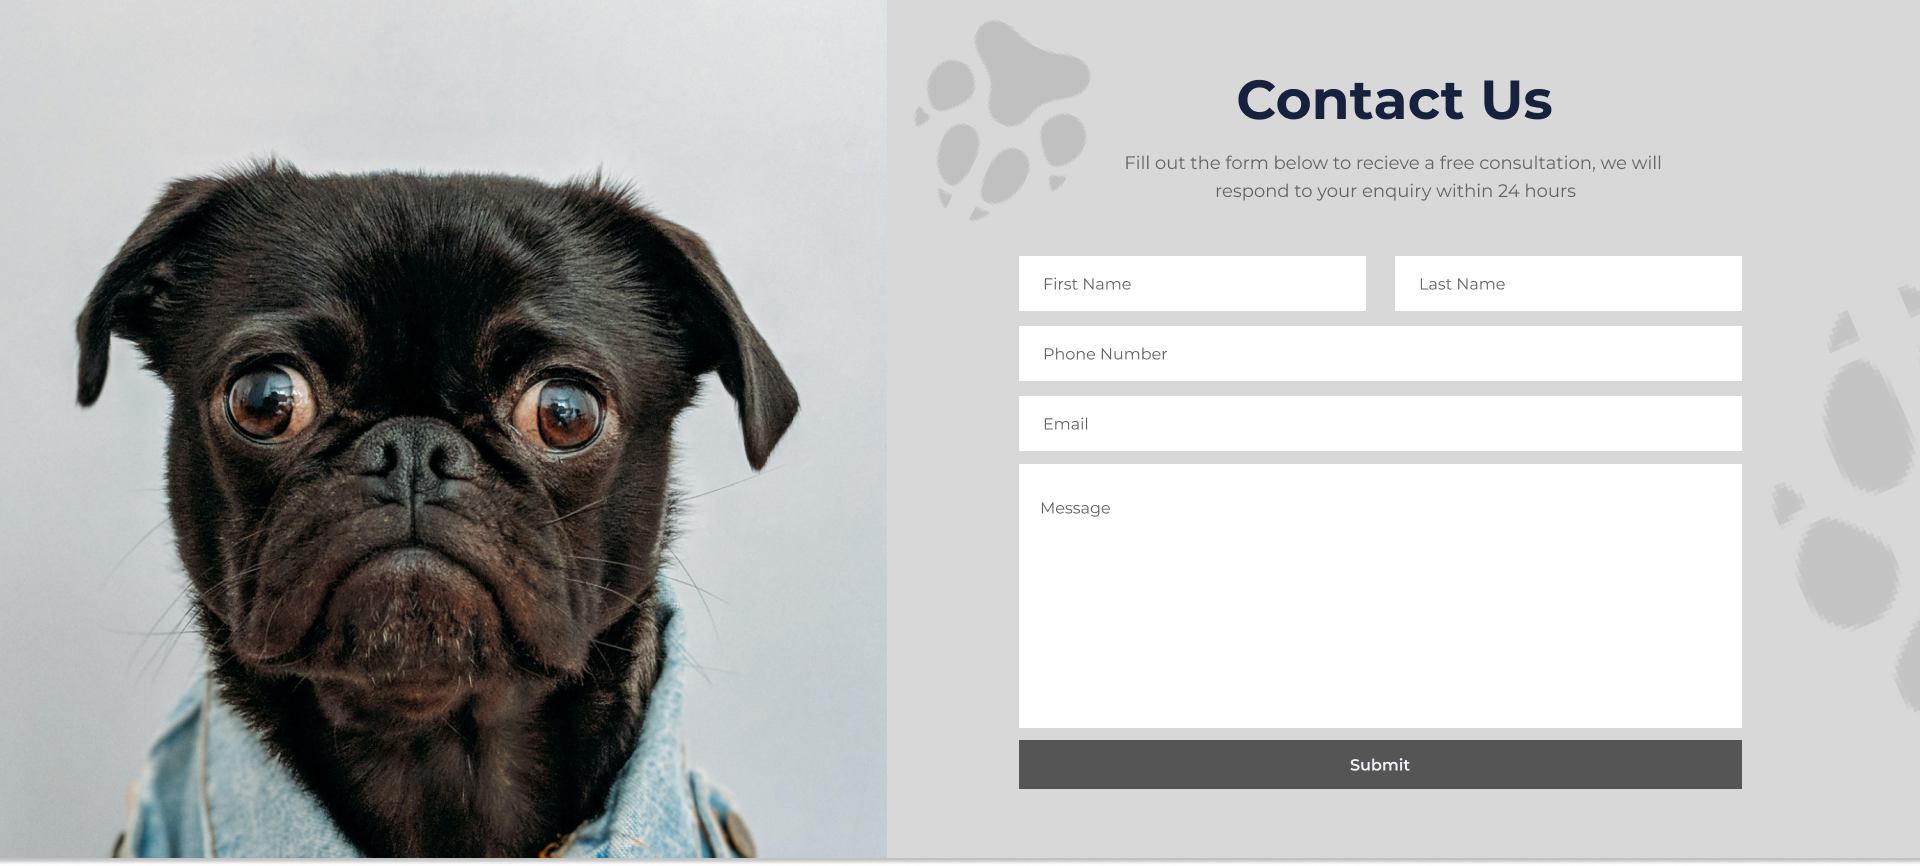 Contact Us
Fill out the form below to recieve a free consultation, we will
respond to your enquiry within 24 hours
First Name
Last Name
Phone Number
Email
Message
Submit